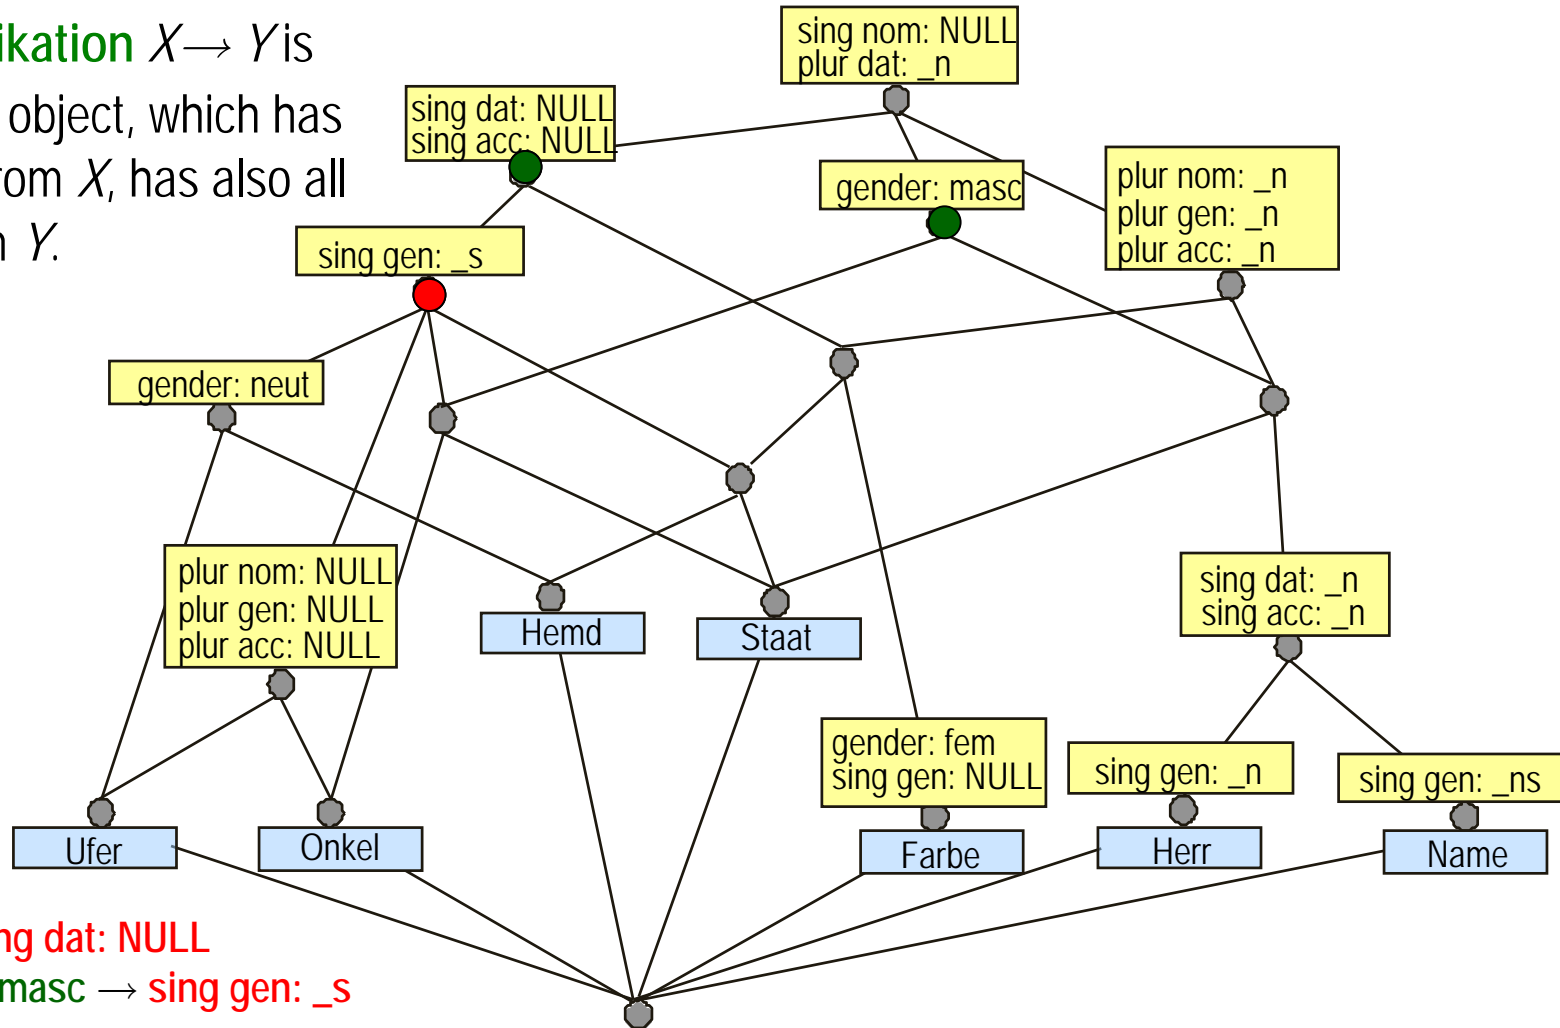 ikation X→ Y is
object, which has
rom X, has also all
n Y.
sing nom: NULL
plur dat: _n
sing dat: NULL
sing acc: NULL
gender: masc
plur nom: _n
plur gen: _n
plur acc: _n
sing gen: _s
gender: neut
plur nom: NULL
plur gen: NULL
plur acc: NULL
Hemd
Staat
sing dat: _n
sing acc: _n
gender: fem
sing gen: NULL
sing gen: _n
sing gen: _ns
Ufer
Onkel
Farbe
Herr
Name
ng dat: NULL
masc → sing gen: _s